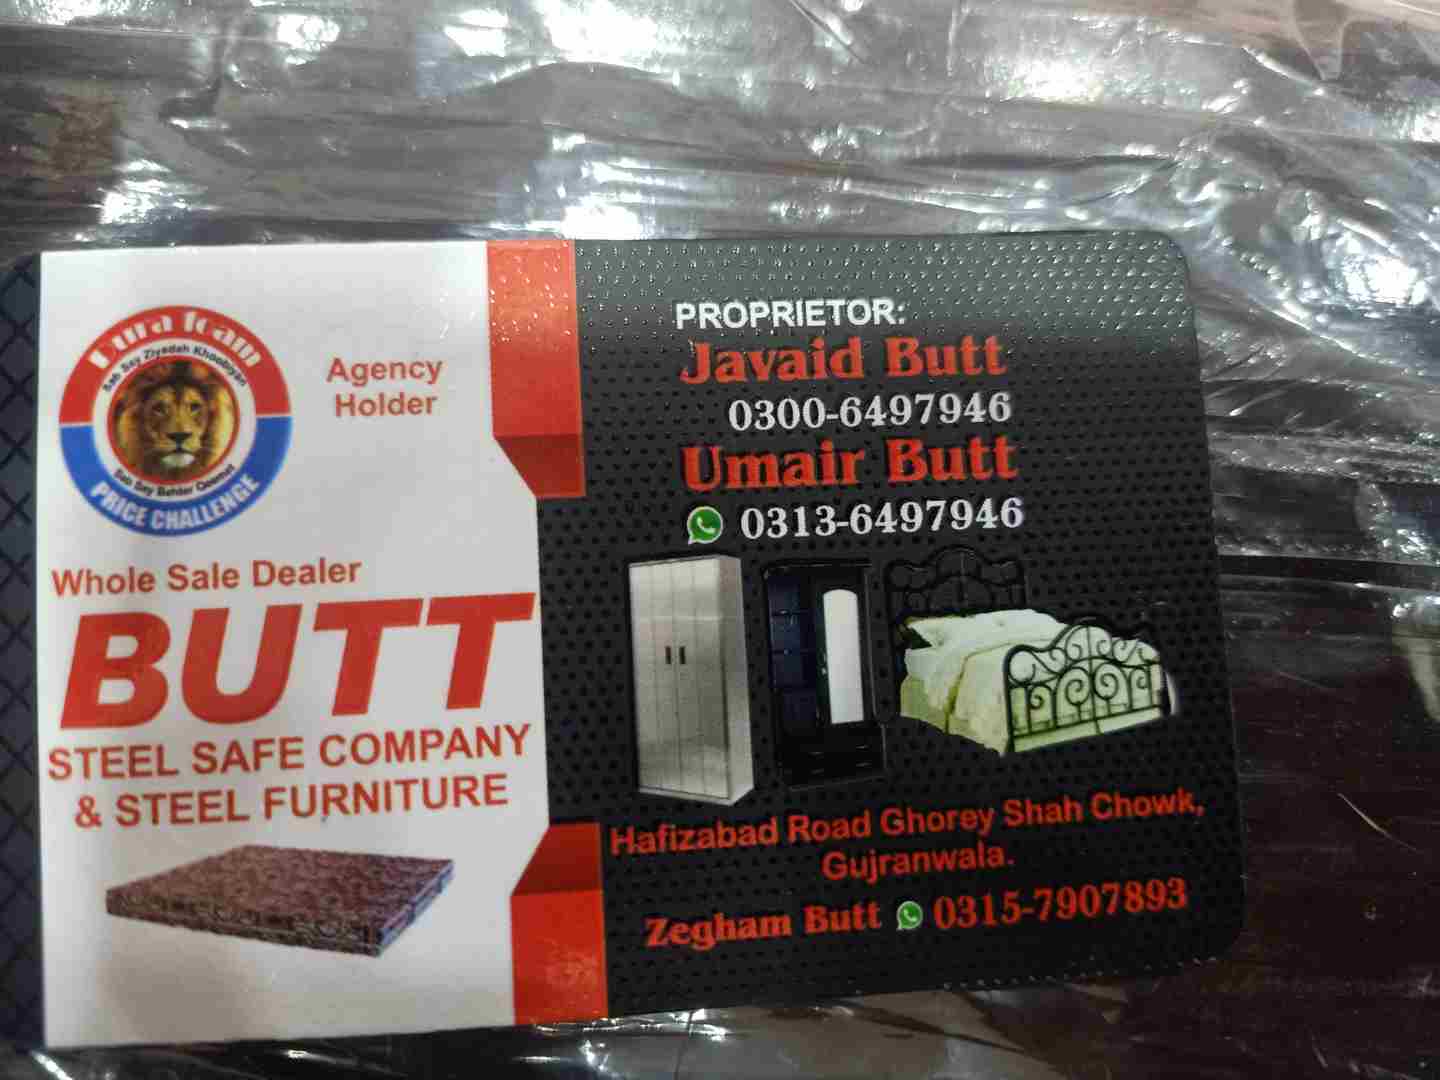 Dura foam
Sab Say Ziyadah Khoobiyan
Sab Say Behter Qeemat
PRICE CHALLENGE
Agency
Holder
Whole Sale Dealer
BUTT
STEEL SAFE COMPANY
& STEEL FURNITURE
PROPRIETOR:
Javaid Butt
0300-6497946
Umair Butt
0313-6497946
Hafizabad Road Ghorey Shah Chowk,
Gujranwala.
Zegham Butt 0315-7907893